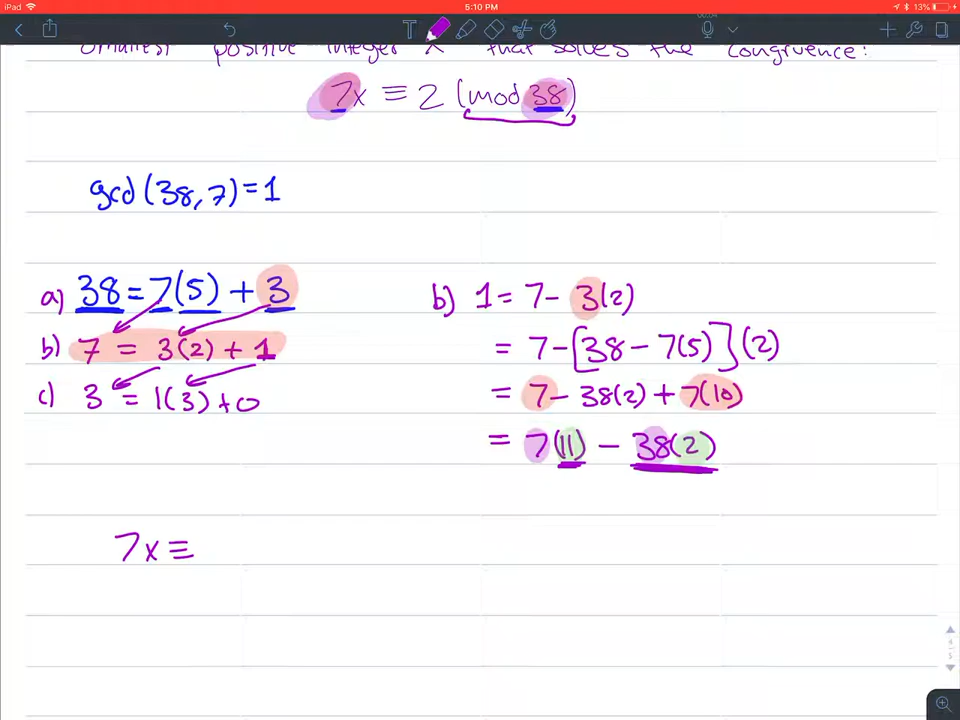 iPad 5:10 PM 13%
Smallest positive integer x that solves the congruence:
7x ≡ 2 (mod 38)
gcd(38,7)=1
a) 38=7(5)+3
b) 7 = 3(2)+1
c) 3 = 1(3)+0
b) 1 = 7-3(2)
= 7-[38-7(5)](2)
= 7-38(2)+7(10)
= 7(11)-38(2)
7x ≡